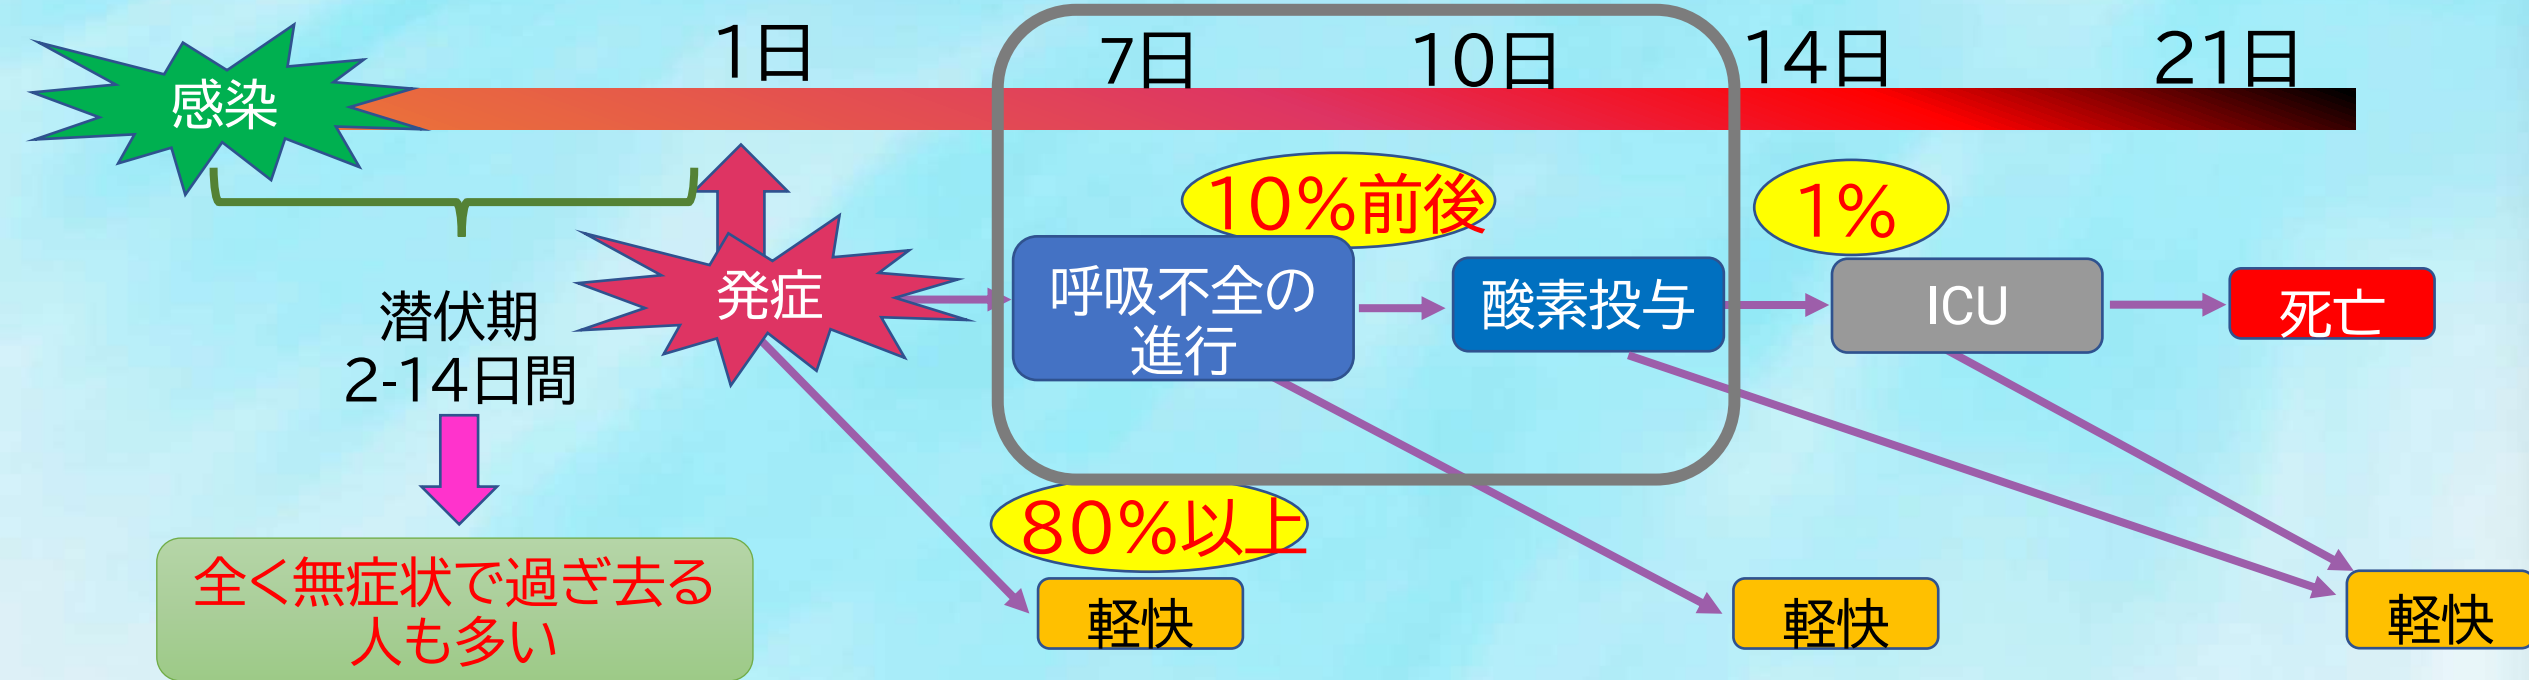 1日
7日
10日
14日
21日
感染
10%前後
1%
発症
呼吸不全の
進行
酸素投与
ICU
死亡
潜伏期
2-14日間
80%以上
全く無症状で過ぎ去る
人も多い
軽快
軽快
軽快